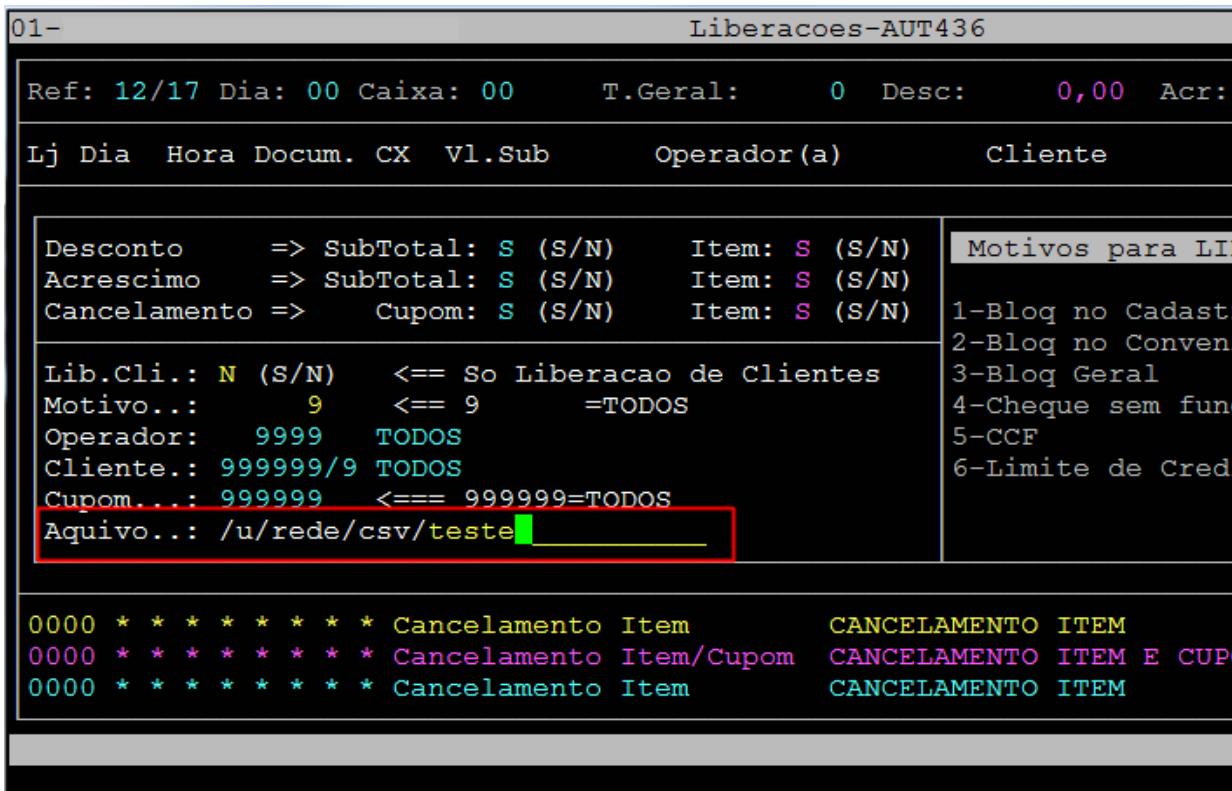 01- Liberacoes-AUT436
Ref: 12/17 Dia: 00 Caixa: 00 T.Geral: 0 Desc: 0,00 Acr:
Lj Dia Hora Docum. CX Vl.Sub Operador(a) Cliente
Desconto => SubTotal: S (S/N) Item: S (S/N) Motivos para LI
Acrescimo => SubTotal: S (S/N) Item: S (S/N)
Cancelamento => Cupom: S (S/N) Item: S (S/N) 1-Bloq no Cadast
2-Bloq no Conven
Lib.Cli.: N (S/N) <== So Liberacao de Clientes 3-Bloq Geral
Motivo..: 9 <== 9 =TODOS 4-Cheque sem fun
Operador: 9999 TODOS 5-CCF
Cliente.: 999999/9 TODOS 6-Limite de Cred
Cupom...: 999999 <=== 999999=TODOS
Aquivo..: /u/rede/csv/teste__________
0000 * * * * * * * * Cancelamento Item CANCELAMENTO ITEM
0000 * * * * * * * * Cancelamento Item/Cupom CANCELAMENTO ITEM E CUP
0000 * * * * * * * * Cancelamento Item CANCELAMENTO ITEM